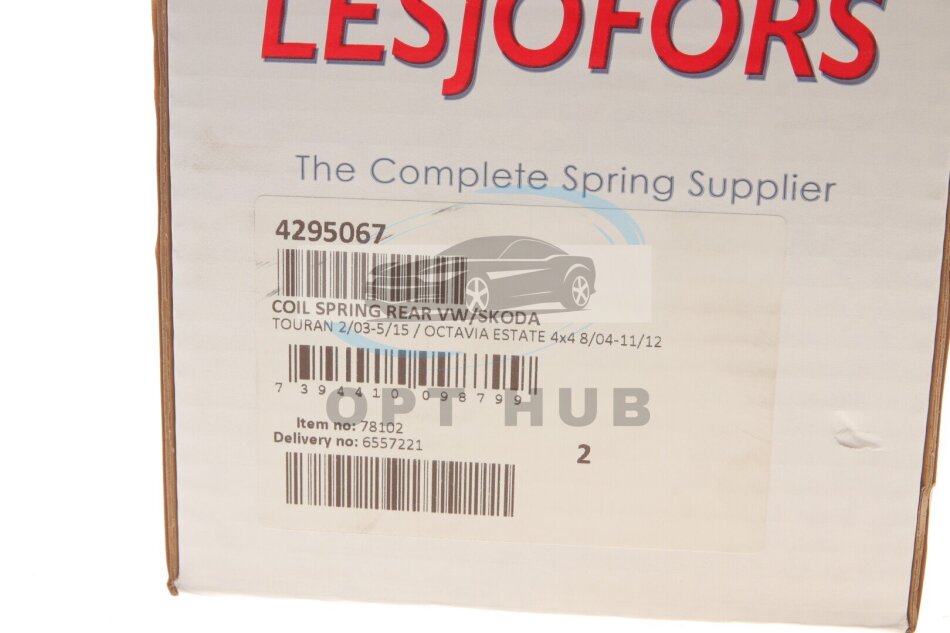 LESJOFORS
The Complete Spring Supplier
4295067
COIL SPRING REAR VW/SKODA
TOURAN 2/03-5/15 / OCTAVIA ESTATE 4x4 8/04-11/12
7 394410 098799
OPT HUB
Item no: 78102
Delivery no: 6557221
2